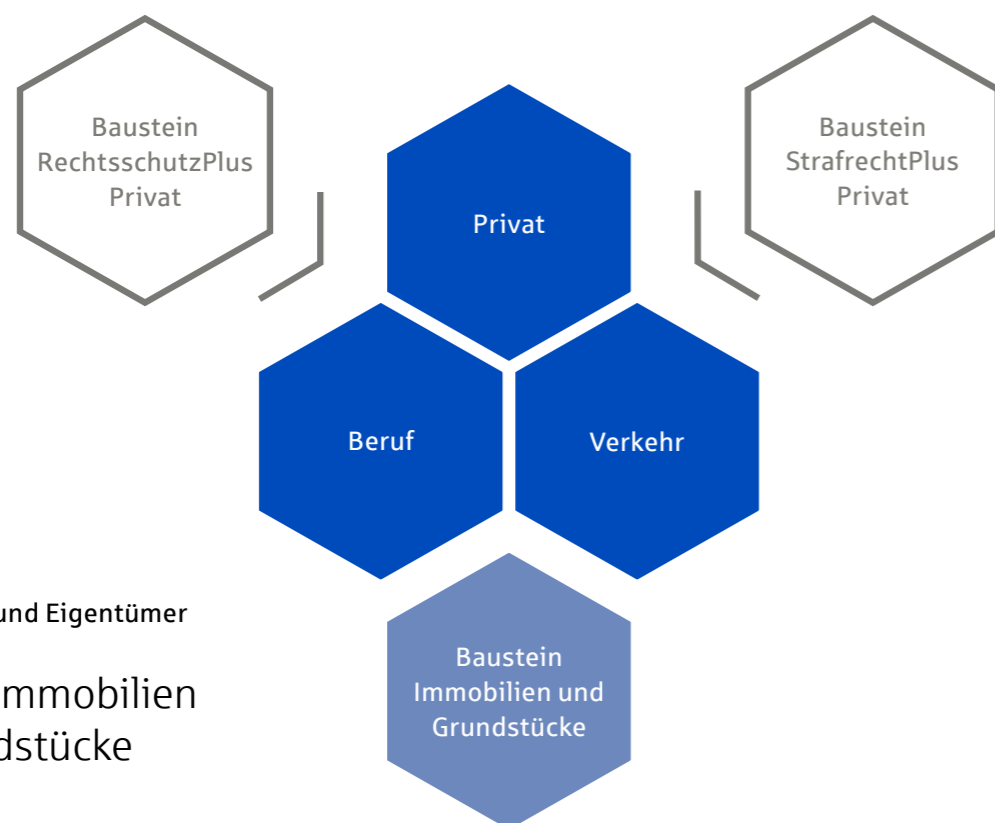 Baustein
RechtsschutzPlus
Privat
Baustein
StrafrechtPlus
Privat
Privat
Beruf
Verkehr
und Eigentümer
mmobilien
dstücke
Baustein
Immobilien und
Grundstücke